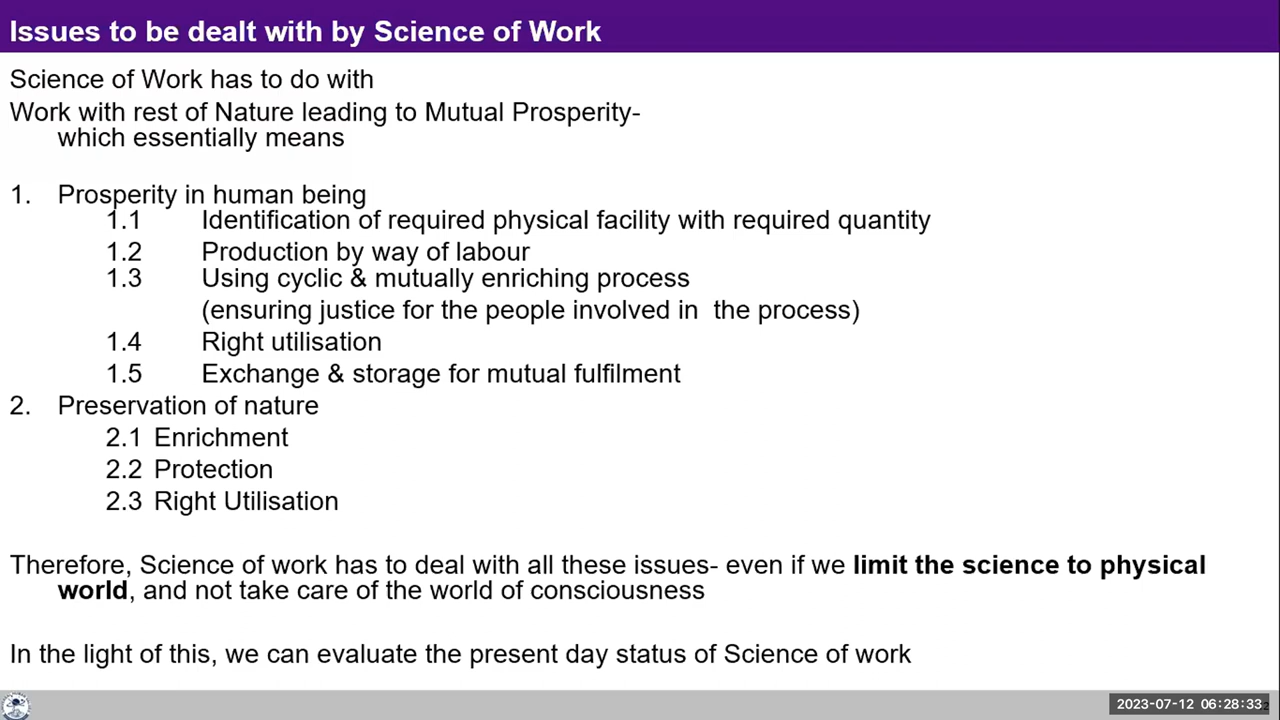 Issues to be dealt with by Science of Work
Science of Work has to do with
Work with rest of Nature leading to Mutual Prosperity-
which essentially means
1. Prosperity in human being
1.1 Identification of required physical facility with required quantity
1.2 Production by way of labour
1.3 Using cyclic & mutually enriching process
(ensuring justice for the people involved in the process)
1.4 Right utilisation
1.5 Exchange & storage for mutual fulfilment
2. Preservation of nature
2.1 Enrichment
2.2 Protection
2.3 Right Utilisation
Therefore, Science of work has to deal with all these issues- even if we limit the science to physical
world, and not take care of the world of consciousness
In the light of this, we can evaluate the present day status of Science of work
2023-07-12 06:28:33